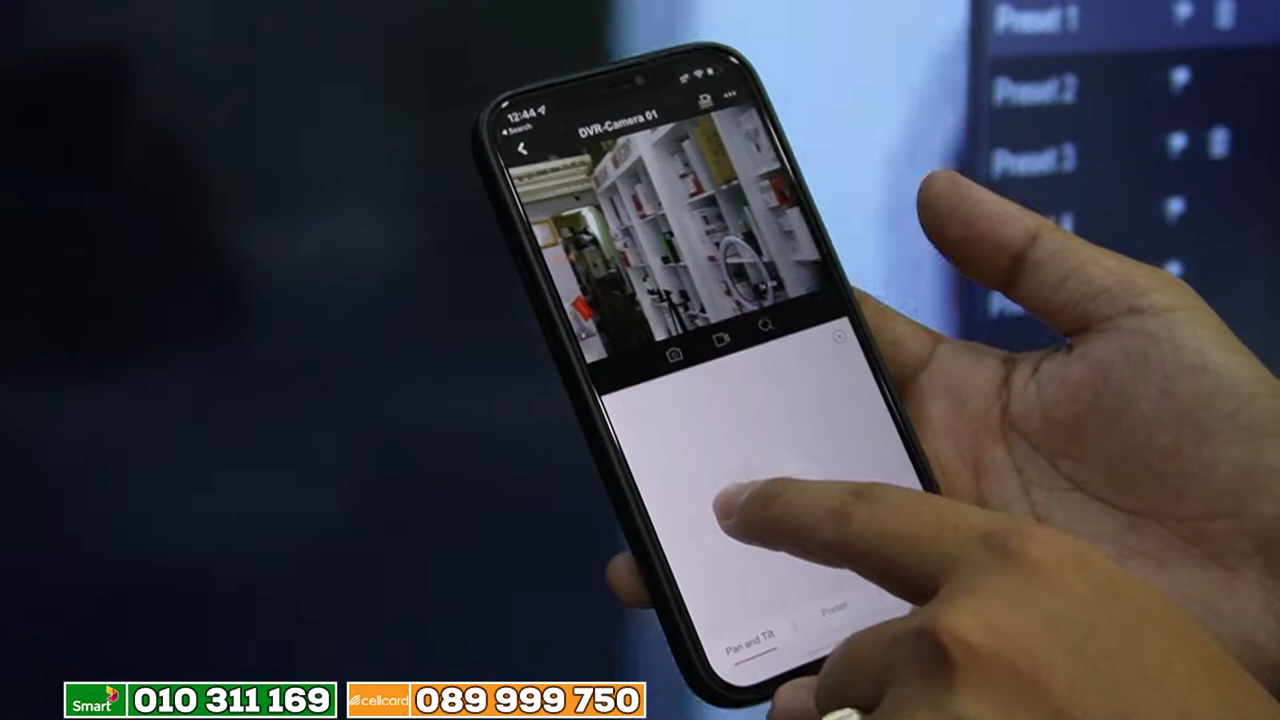 Preset 1
Preset 2
Preset 3
12:44
Search
DVR-Camera 01
Pan and Tilt
Preset
Smart
010 311 169
cellcard
089 999 750